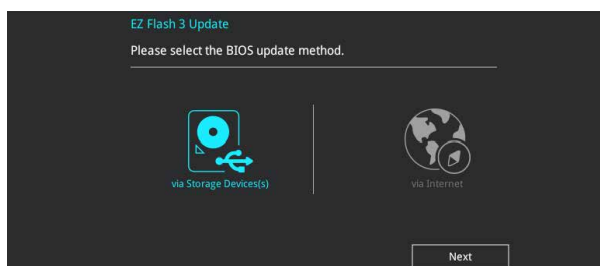 EZ Flash 3 Update
Please select the BIOS update method.
via Storage Devices(s)
via Internet
Next